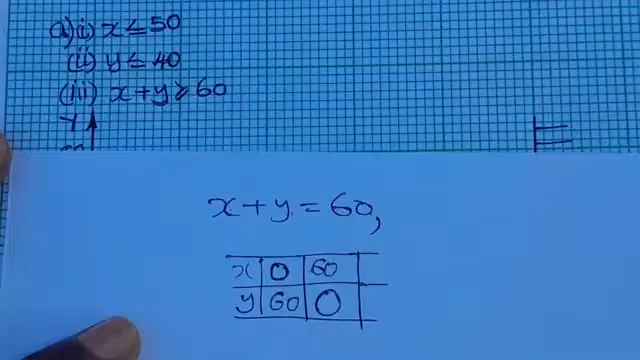 a)i) x ≤ 50
(ii) y ≤ 40
(iii) x + y ≥ 60
Y
x + y = 60,
x 0 60
y 60 0